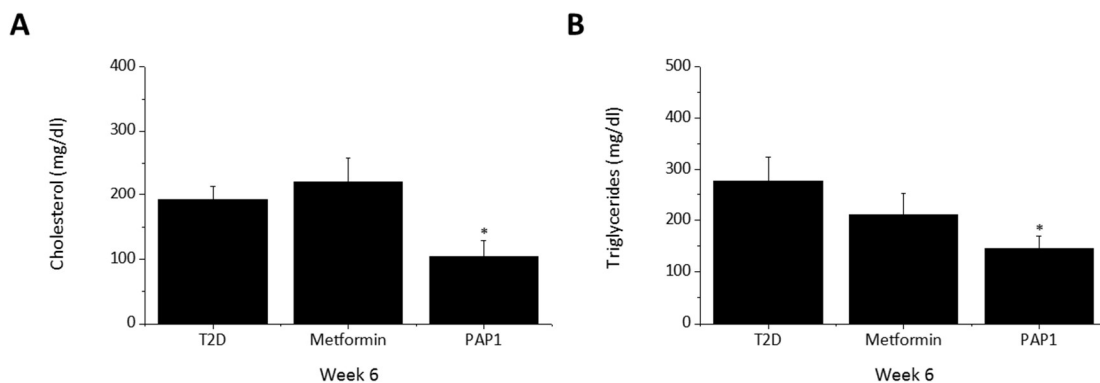 A
400
300
200
100
0
Cholesterol (mg/dl)
*
T2D Metformin PAP1
Week 6
B
500
400
300
200
100
0
Triglycerides (mg/dl)
*
T2D Metformin PAP1
Week 6